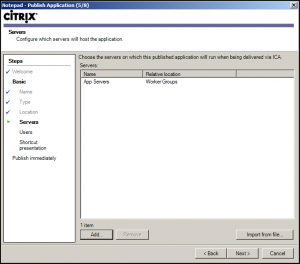 Notepad - Publish Application [5/8]
CITRIX
Servers
Configure which servers will host the application.
Steps
Welcome
Basic
Name
Type
Location
Servers
Users
Shortcut
presentation
Publish immediately
Choose the servers on which this published application will run when being delivered via ICA.
Servers:
Name Relative location
App Servers Worker Groups
1 item
Add... Remove Import from file...
< Back Next > Cancel